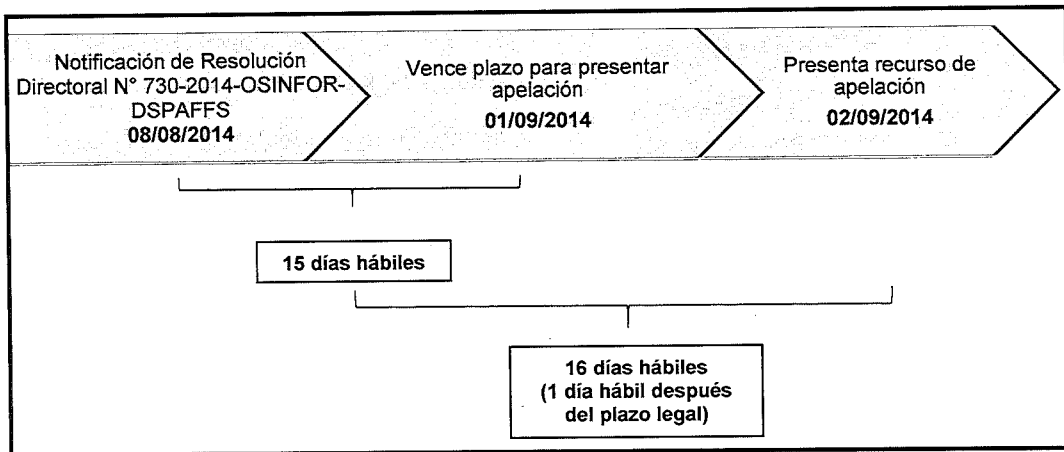 Notificación de Resolución
Directoral N° 730-2014-OSINFOR-
DSPAFFS
08/08/2014
Vence plazo para presentar
apelación
01/09/2014
Presenta recurso de
apelación
02/09/2014
15 días hábiles
16 días hábiles
(1 día hábil después
del plazo legal)